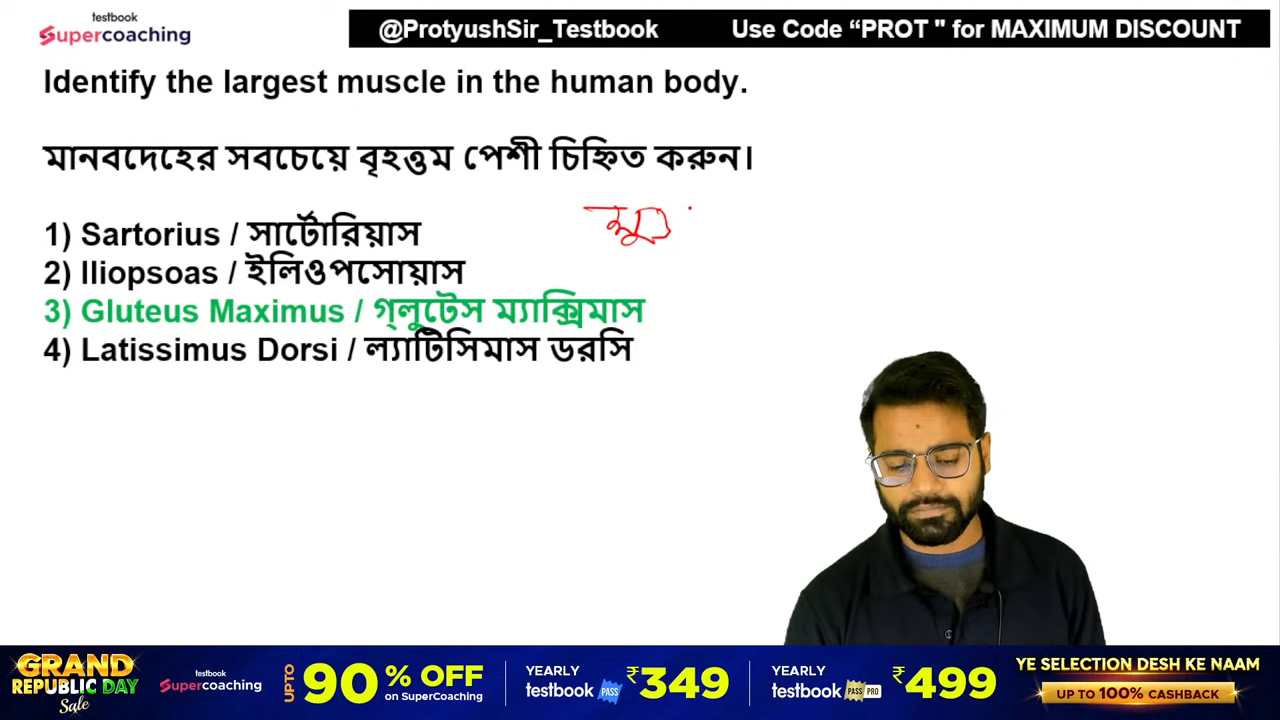 testbook
Supercoaching
@ProtyushSir_Testbook Use Code “PROT " for MAXIMUM DISCOUNT
Identify the largest muscle in the human body.
মানবদেহের সবচেয়ে বৃহত্তম পেশী চিহ্নিত করুন।
1) Sartorius / সার্টোরিয়াস
2) Iliopsoas / ইলিওপসোয়াস
3) Gluteus Maximus / গ্লুটেস ম্যাক্সিমাস
4) Latissimus Dorsi / ল্যাটিসিমাস ডরসি
GRAND REPUBLIC DAY Sale
testbook Supercoaching
UPTO 90% OFF on SuperCoaching
YEARLY testbook PASS ₹349
YEARLY testbook PASS PRO ₹499
YE SELECTION DESH KE NAAM
UP TO 100% CASHBACK